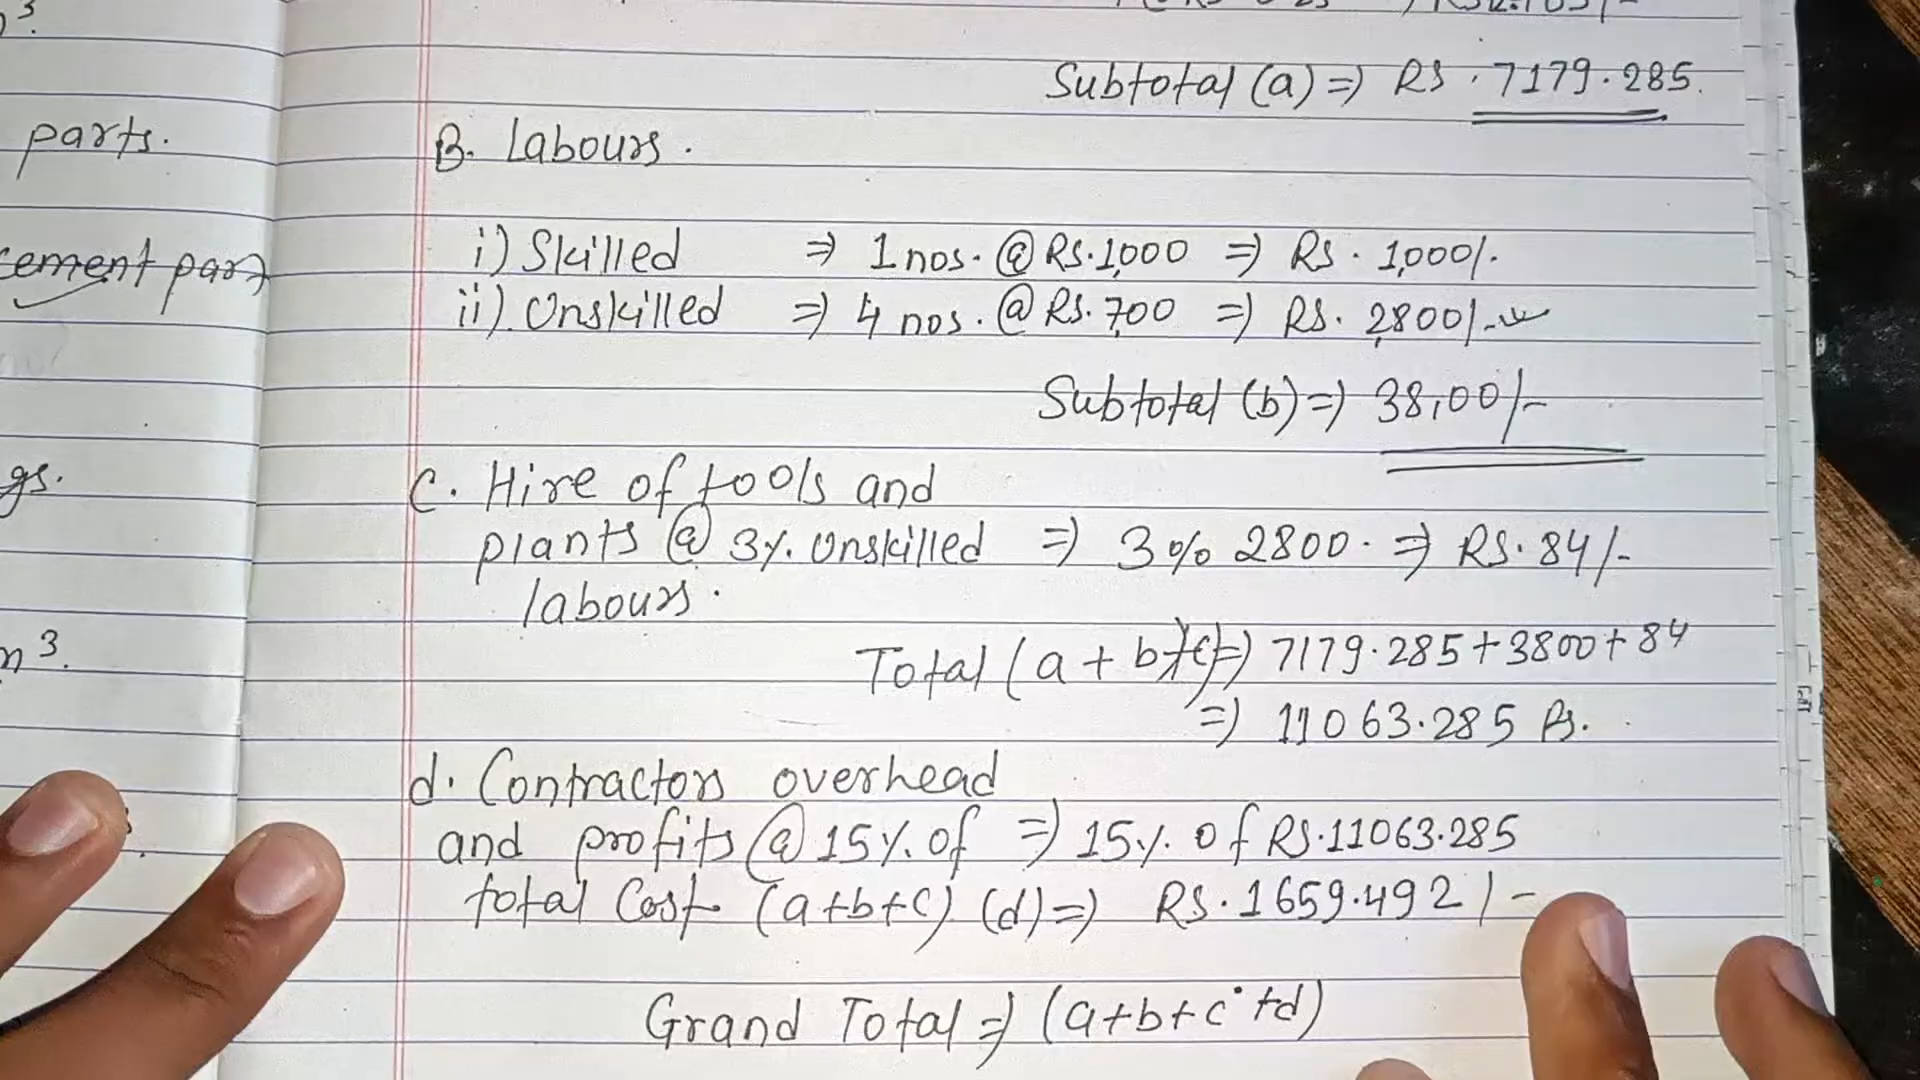 Subtotal (a) => RS . 7179.285.
parts.
B. Labours.
cement part
i) Skilled => 1 nos. @ RS.1,000 => RS. 1,000/.
ii). Unskilled => 4 nos. @ RS. 700 => RS. 2,800/-
Subtotal (b) => 38,00/-
gs.
C. Hire of tools and
plants @ 3%. Unskilled => 3% 2800. => RS. 84/-
labours.
m³.
Total (a + b+c) => 7179.285+3800+84
=> 11063.285 Rs.
d. Contractors overhead
and profits @ 15%. of => 15%. of RS.11063.285
total Cost (a+b+c) (d) => RS. 1659.492/-
Grand Total => (a+b+c+d)